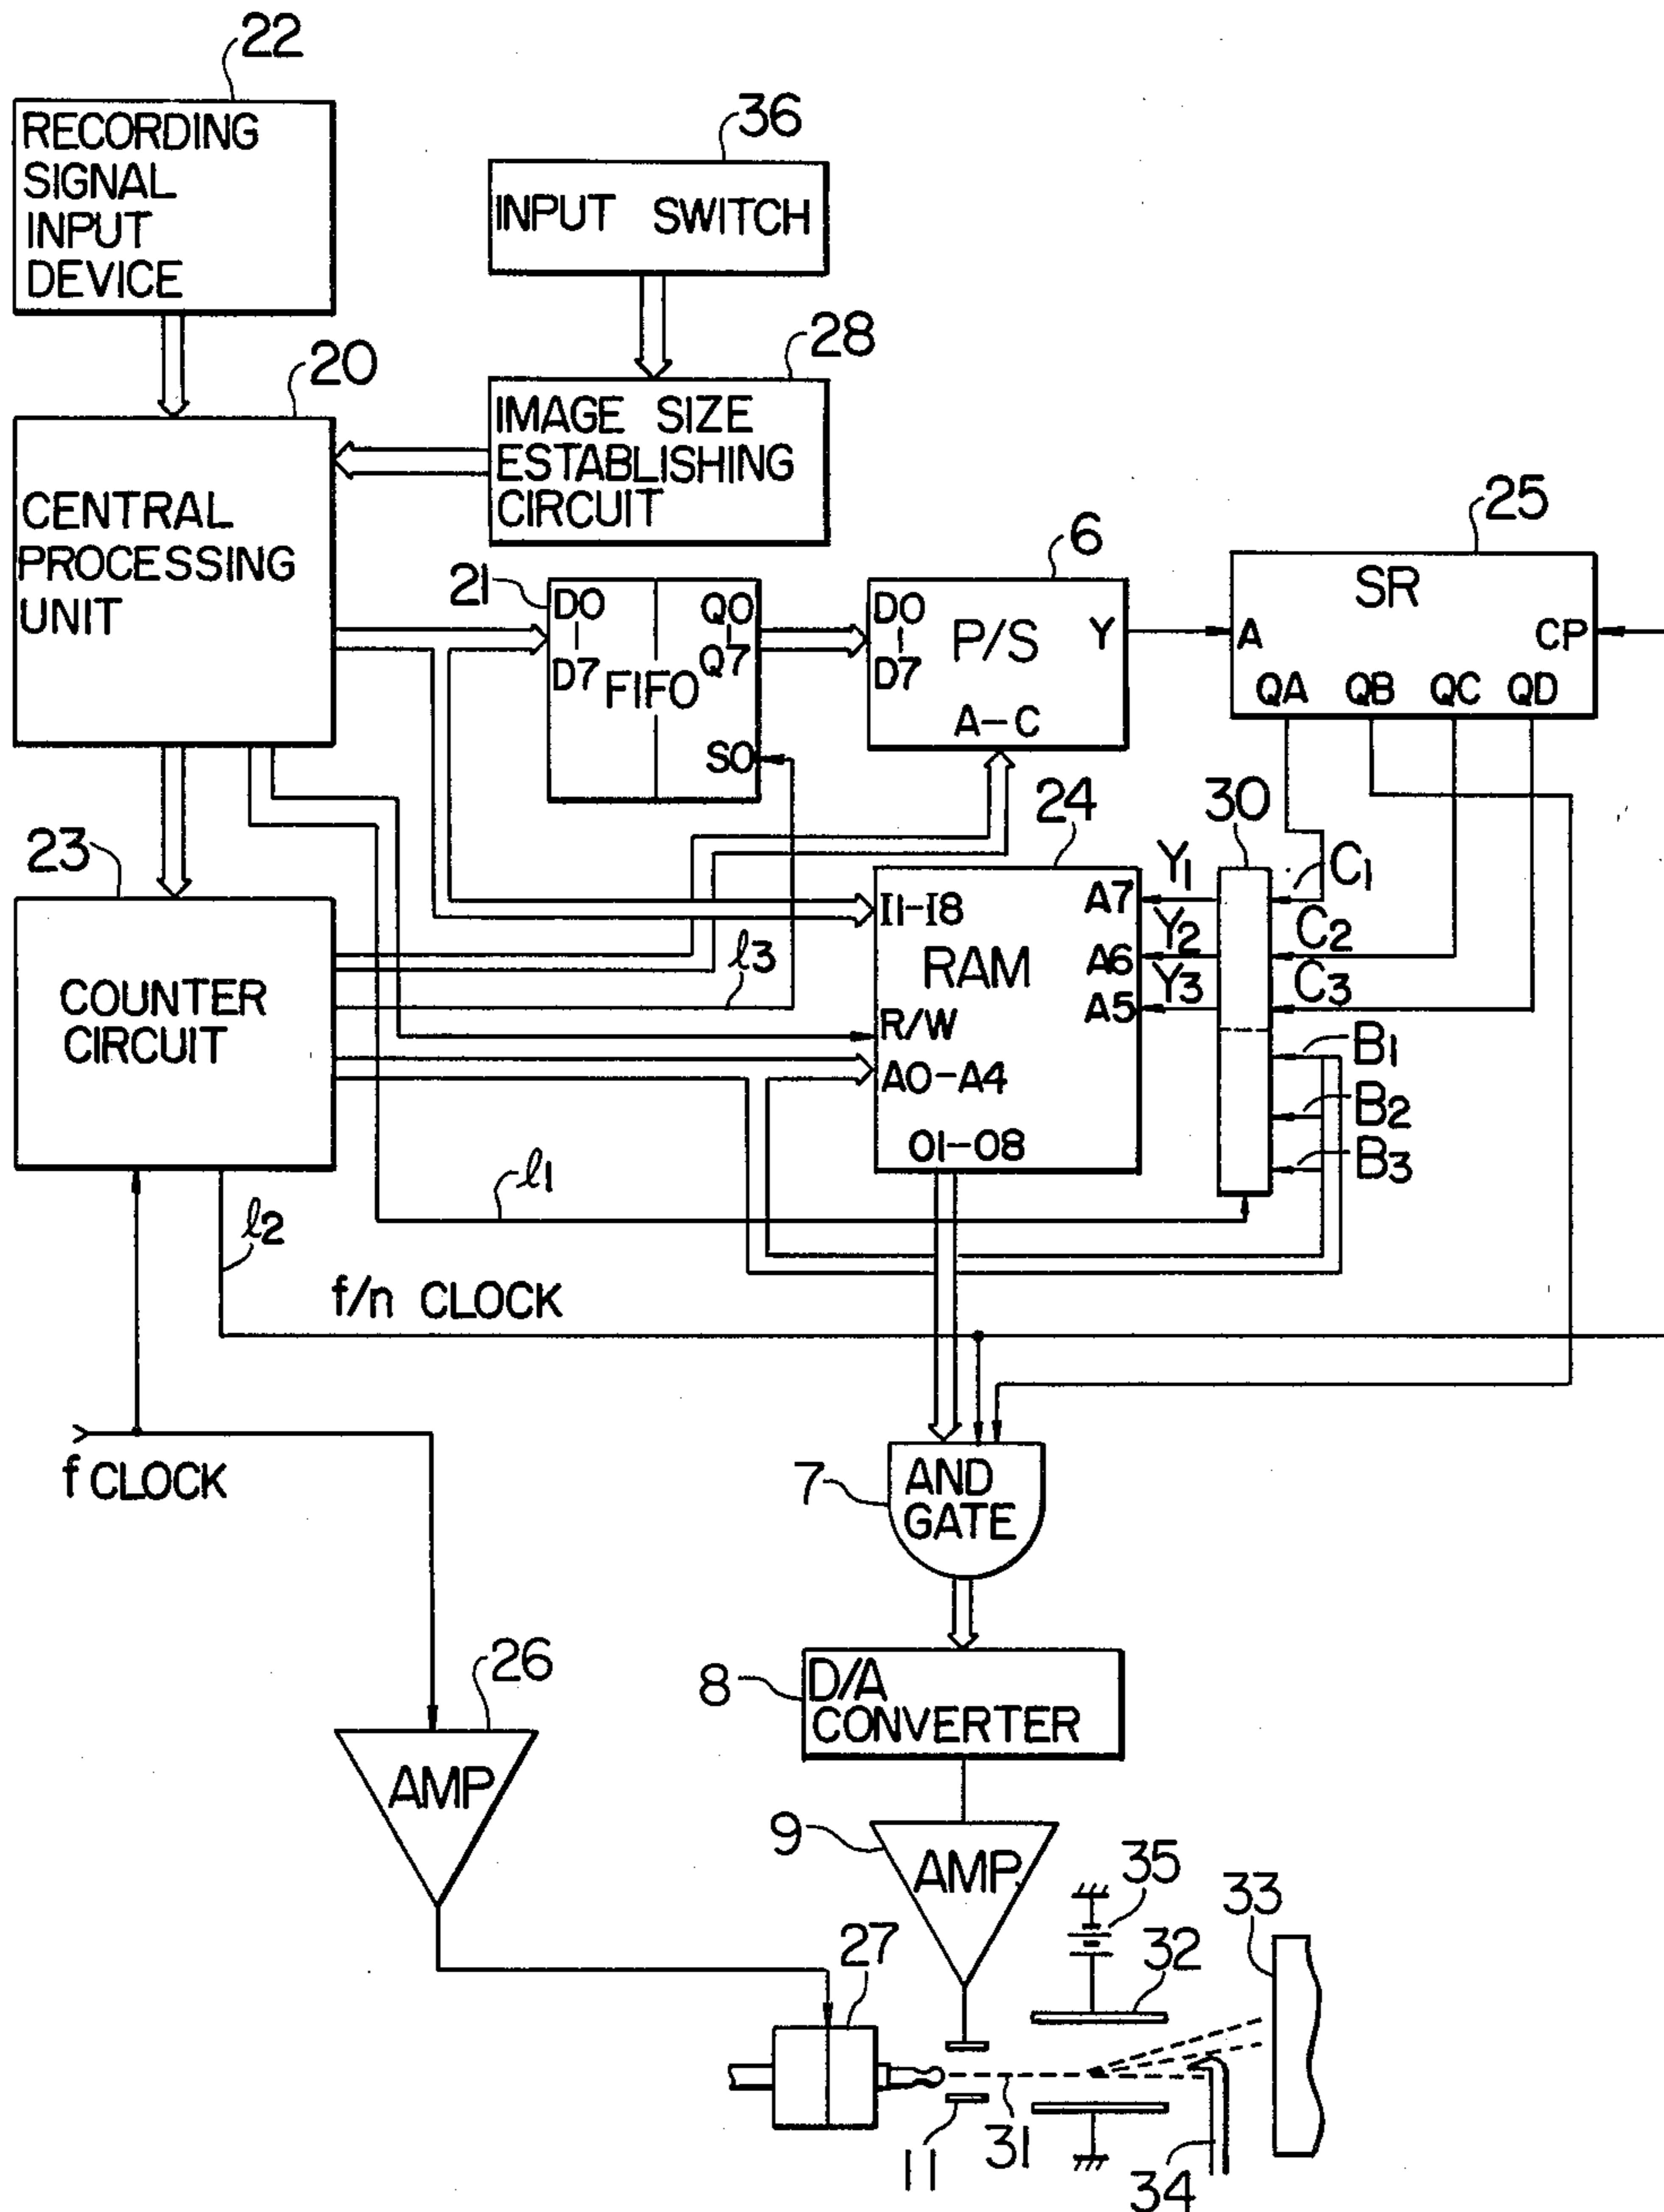 22
RECORDING
SIGNAL
INPUT
DEVICE
36
INPUT SWITCH
20
28
CENTRAL
PROCESSING
UNIT
IMAGE SIZE
ESTABLISHING
CIRCUIT
21
D0
D7
FIFO
Q0
Q7
SO
6
D0
D7
P/S
Y
A-C
25
SR
A
CP
QA QB QC QD
23
COUNTER
CIRCUIT
24
I1-I8
RAM
R/W
A0-A4
O1-O8
A7
A6
A5
Y1
Y2
Y3
30
C1
C2
C3
B1
B2
B3
l3
l1
l2
f/n CLOCK
f CLOCK
7
AND
GATE
8
D/A
CONVERTER
26
AMP
9
AMP
35
33
27
32
11
31
34